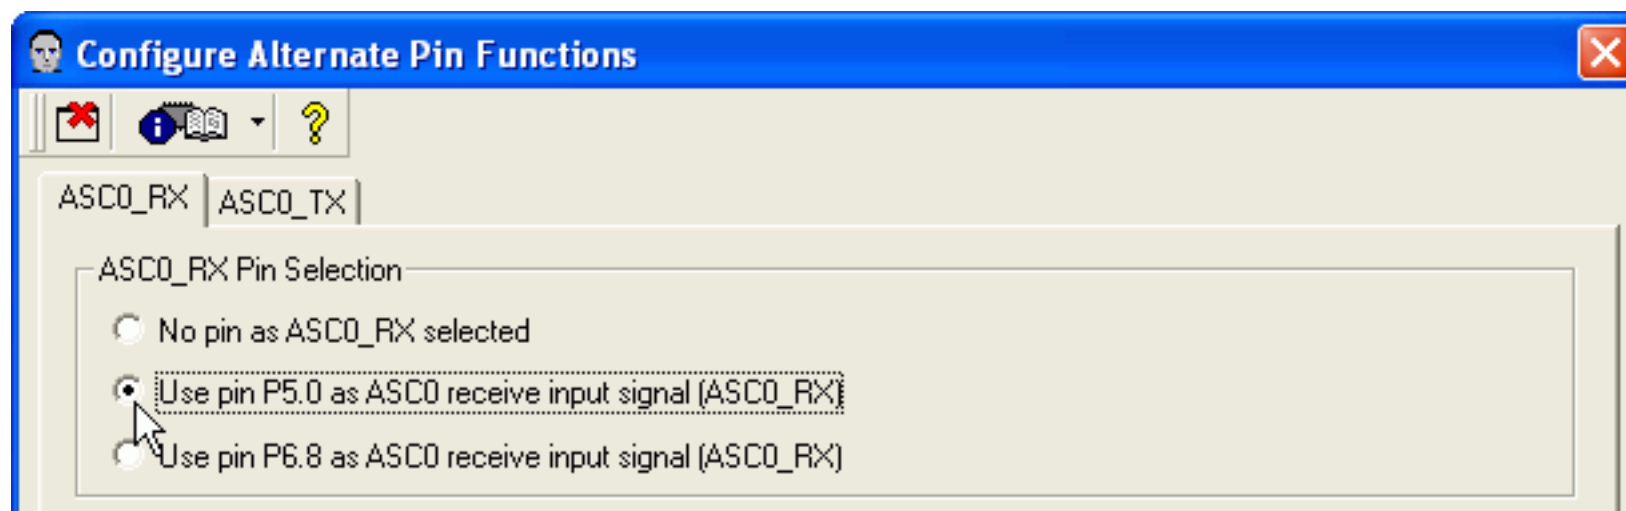 Configure Alternate Pin Functions
ASC0_RX
ASC0_TX
ASC0_RX Pin Selection
No pin as ASC0_RX selected
Use pin P5.0 as ASC0 receive input signal (ASC0_RX)
Use pin P6.8 as ASC0 receive input signal (ASC0_RX)